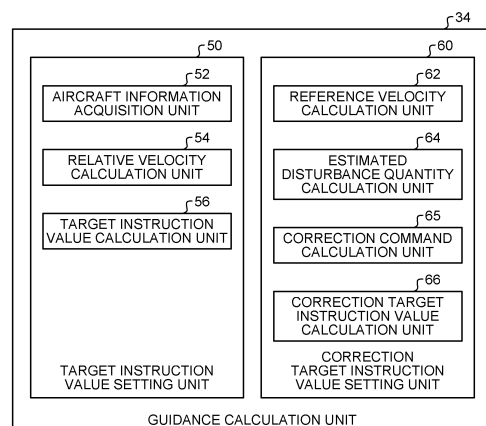 34
50
52
AIRCRAFT INFORMATION
ACQUISITION UNIT
54
RELATIVE VELOCITY
CALCULATION UNIT
56
TARGET INSTRUCTION
VALUE CALCULATION UNIT
TARGET INSTRUCTION
VALUE SETTING UNIT
60
62
REFERENCE VELOCITY
CALCULATION UNIT
64
ESTIMATED
DISTURBANCE QUANTITY
CALCULATION UNIT
65
CORRECTION COMMAND
CALCULATION UNIT
66
CORRECTION TARGET
INSTRUCTION VALUE
CALCULATION UNIT
CORRECTION
TARGET INSTRUCTION
VALUE SETTING UNIT
GUIDANCE CALCULATION UNIT